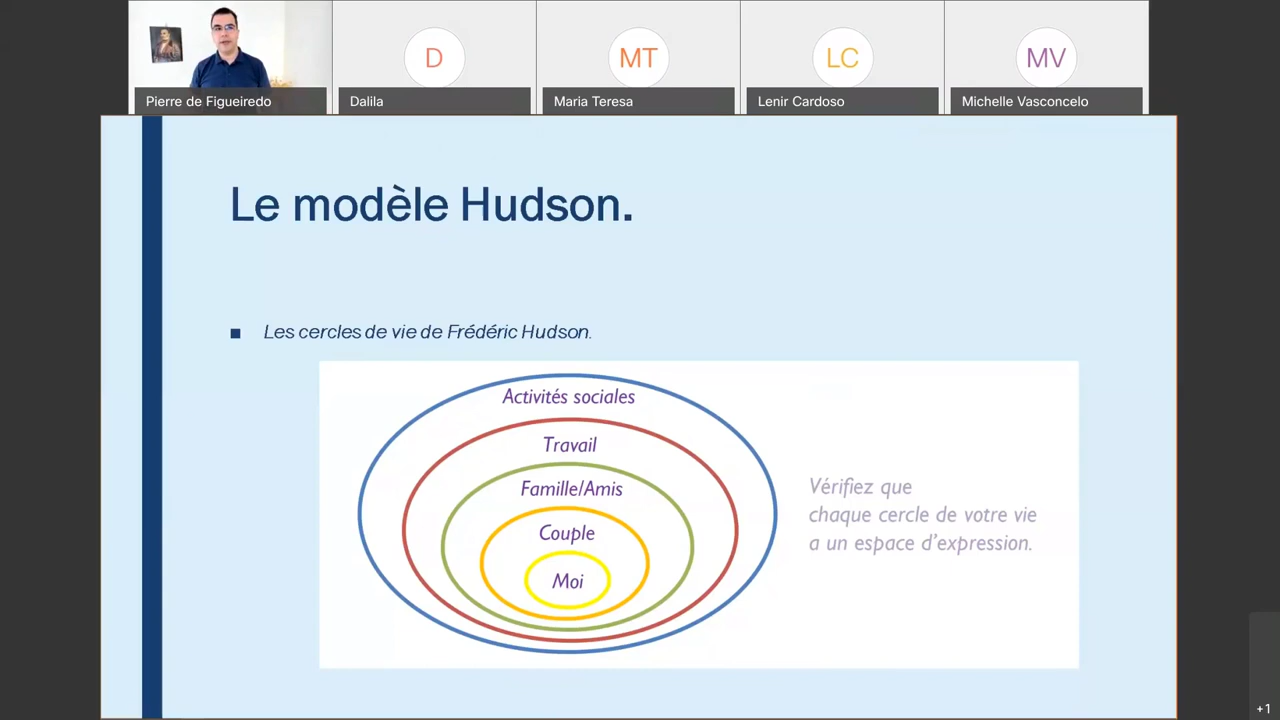 D
MT
LC
MV
Pierre de Figueiredo
Dalila
Maria Teresa
Lenir Cardoso
Michelle Vasconcelo
Le modèle Hudson.
Les cercles de vie de Frédéric Hudson.
Activités sociales
Travail
Famille/Amis
Couple
Moi
Vérifiez que
chaque cercle de votre vie
a un espace d'expression.
+1